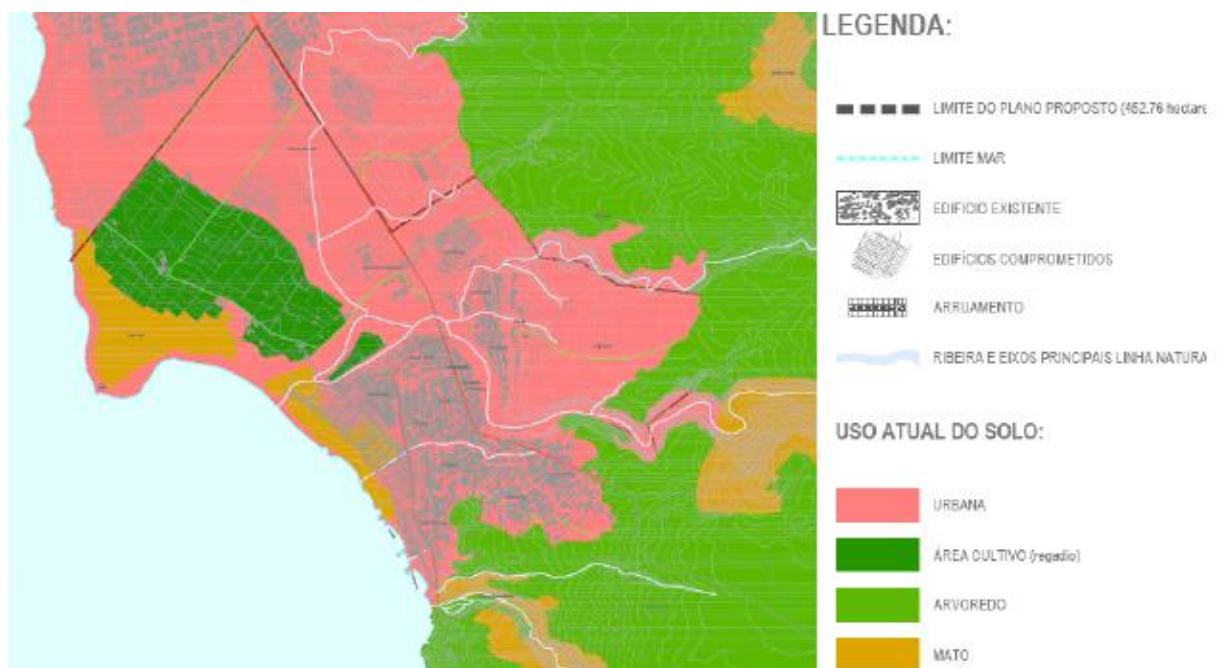 LEGENDA:
LIMITE DO PLANO PROPOSTO (452.76 hectare
LIMITE MAR
EDIFICIO EXISTENTE
EDIFÍCIOS COMPROMETIDOS
ARRUAMENTO
RIBEIRA E EIXOS PRINCIPAIS LINHA NATURA
USO ATUAL DO SOLO:
URBANA
ÁREA CULTIVO (regadio)
ARVOREDO
MATO